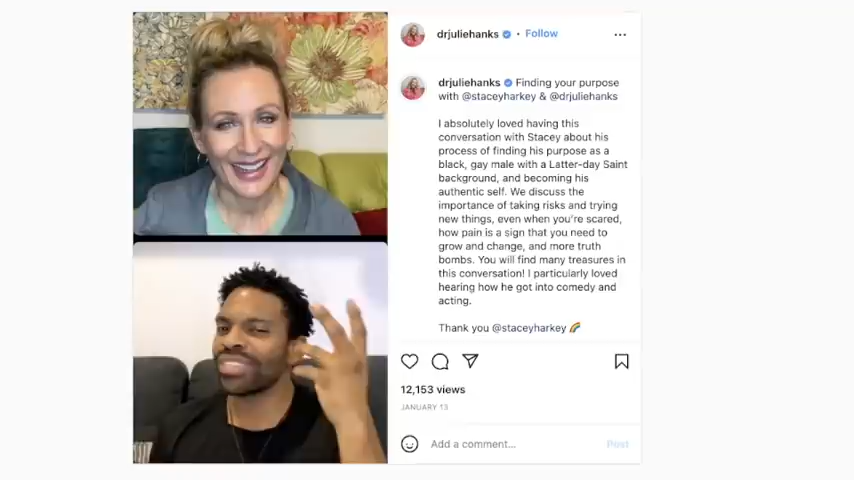 drjuliehanks • Follow
drjuliehanks Finding your purpose
with @staceyharkey & @drjuliehanks
I absolutely loved having this
conversation with Stacey about his
process of finding his purpose as a
black, gay male with a Latter-day Saint
background, and becoming his
authentic self. We discuss the
importance of taking risks and trying
new things, even when you're scared,
how pain is a sign that you need to
grow and change, and more truth
bombs. You will find many treasures in
this conversation! I particularly loved
hearing how he got into comedy and
acting.
Thank you @staceyharkey 🌈
12,153 views
JANUARY 13
Add a comment... Post